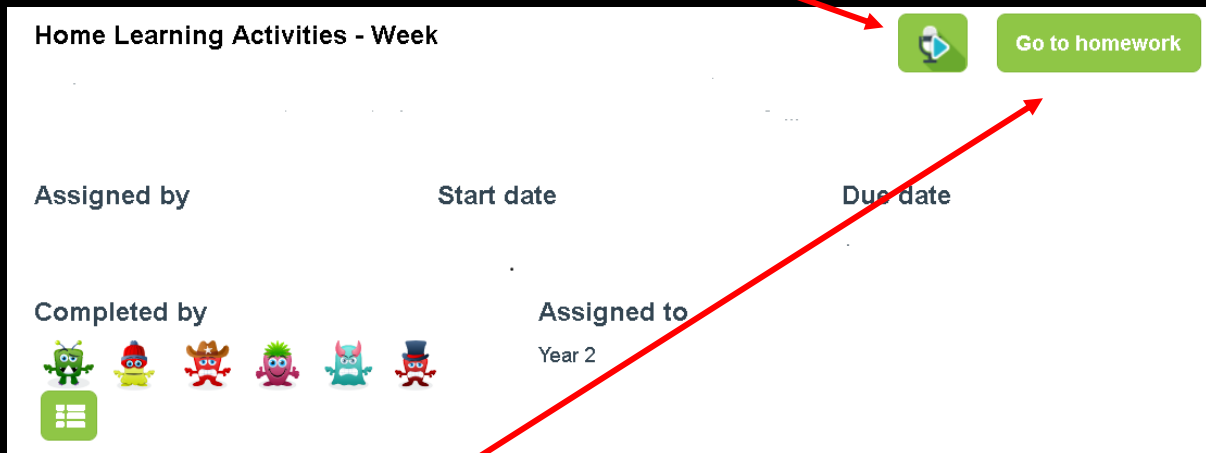 Home Learning Activities - Week
Go to homework
...
Assigned by Start date Due date
Completed by Assigned to
Year 2